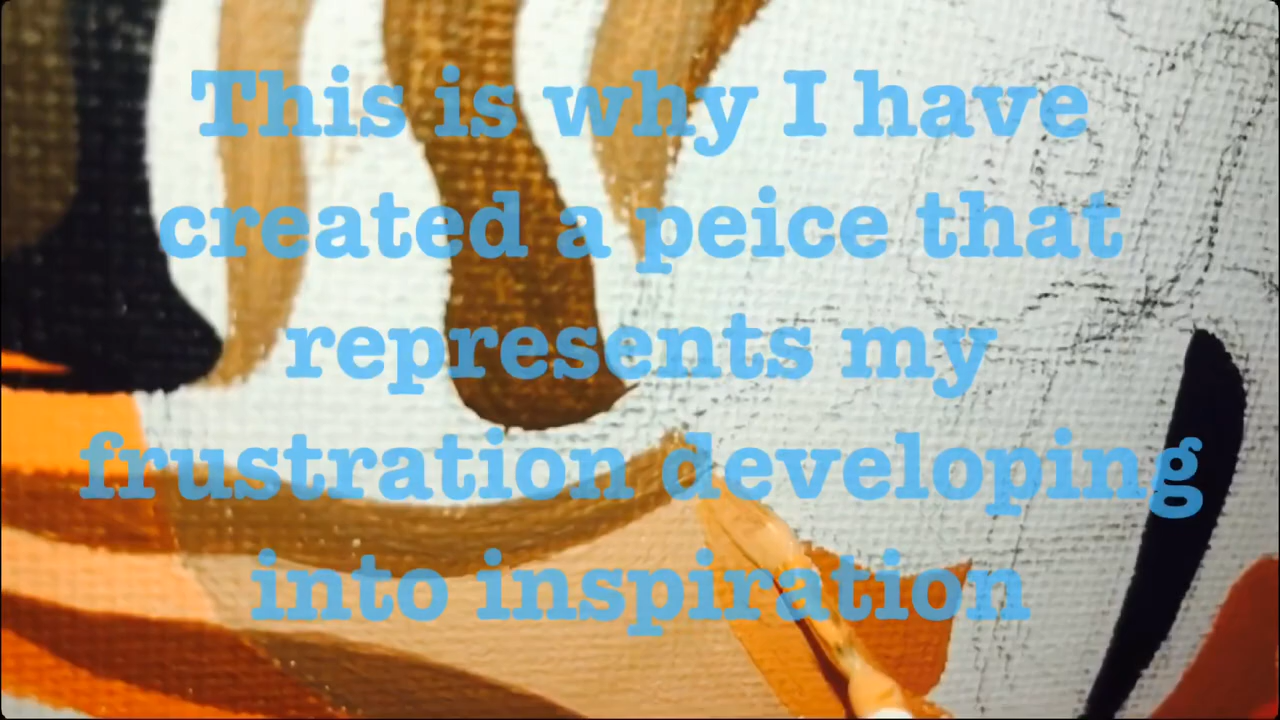 This is why I have
created a peice that
represents my
frustration developing
into inspiration